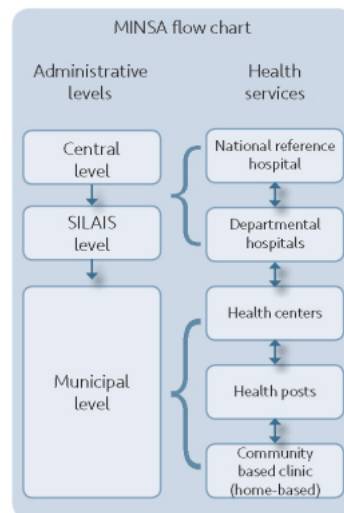 MINSA flow chart
Administrative
levels
Health
services
Central
level
SILAIS
level
Municipal
level
National reference
hospital
Departmental
hospitals
Health centers
Health posts
Community
based clinic
(home-based)